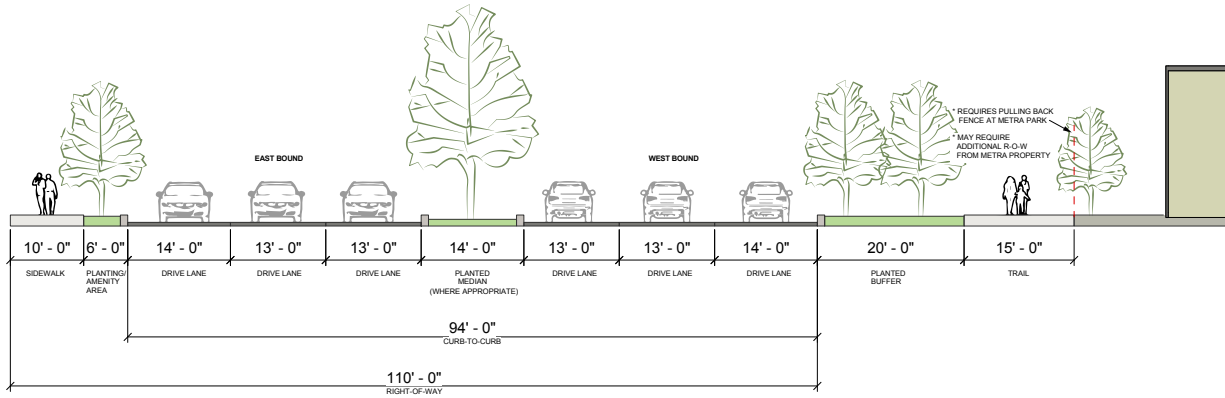 * REQUIRES PULLING BACK
FENCE AT METRA PARK
* MAY REQUIRE
ADDITIONAL R-O-W
FROM METRA PROPERTY
EAST BOUND
WEST BOUND
10' - 0"
6' - 0"
14' - 0"
13' - 0"
13' - 0"
14' - 0"
13' - 0"
13' - 0"
14' - 0"
20' - 0"
15' - 0"
SIDEWALK
PLANTING/
AMENITY
AREA
DRIVE LANE
DRIVE LANE
DRIVE LANE
PLANTED
MEDIAN
(WHERE APPROPRIATE)
DRIVE LANE
DRIVE LANE
DRIVE LANE
PLANTED
BUFFER
TRAIL
94' - 0"
CURB-TO-CURB
110' - 0"
RIGHT-OF-WAY